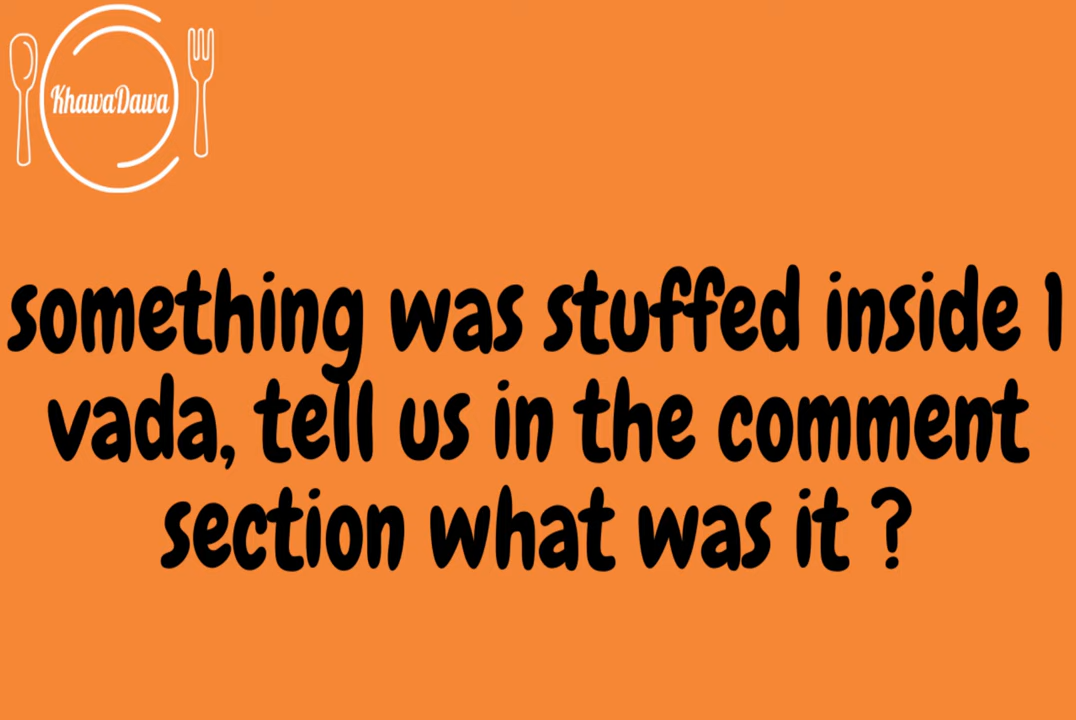 KhawaDawa
something was stuffed inside 1
vada, tell us in the comment
section what was it ?